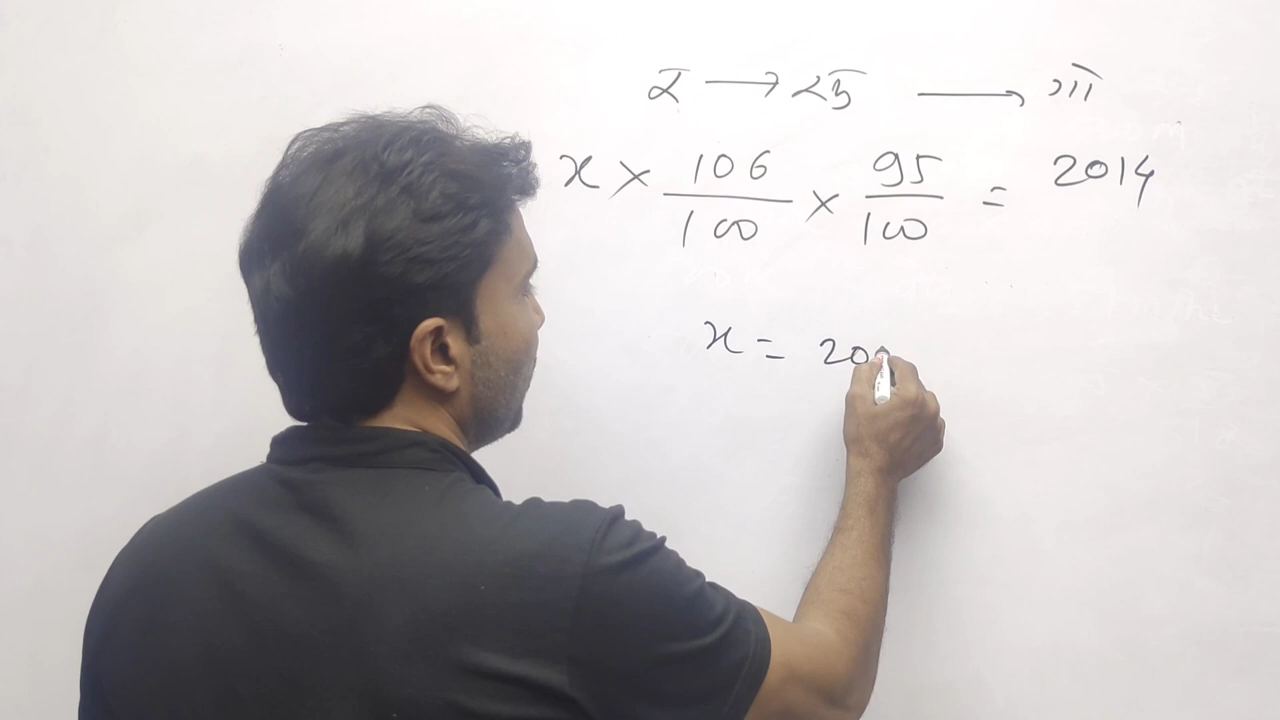 x × 106/100 × 95/100 = 2014
x = 20